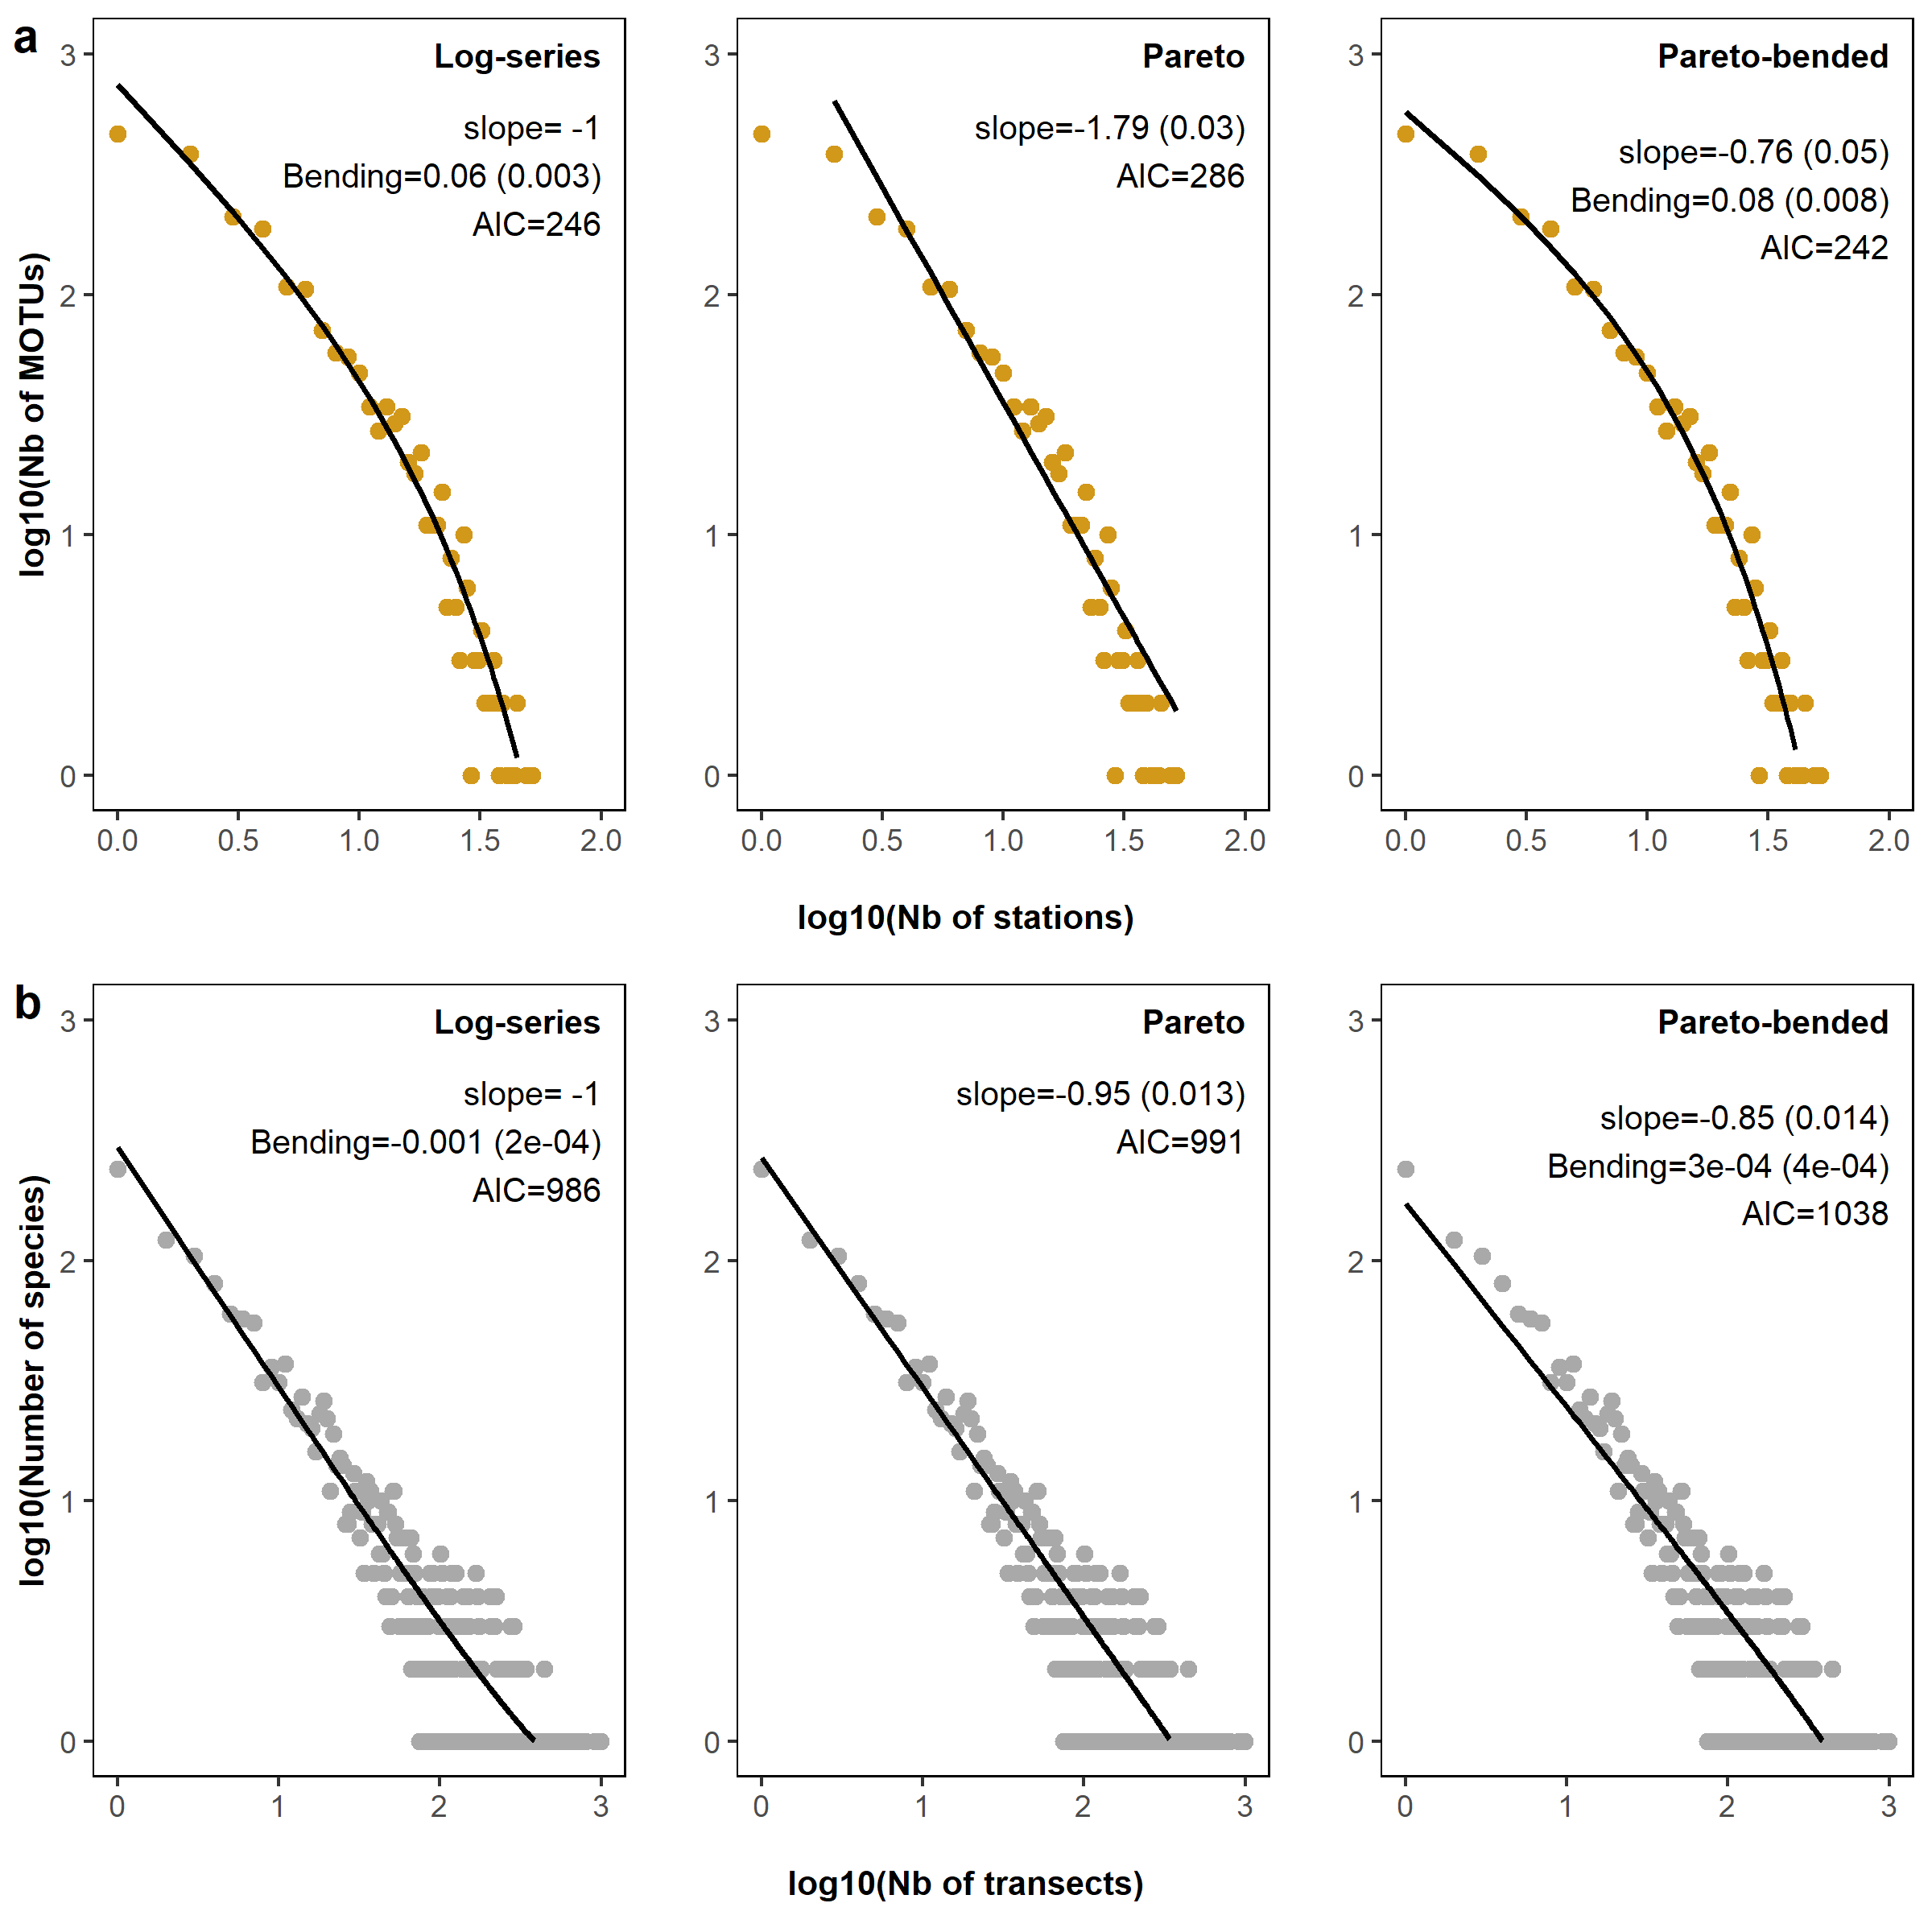 a
Log-series
slope= -1
Bending=0.06 (0.003)
AIC=246
Pareto
slope=-1.79 (0.03)
AIC=286
Pareto-bended
slope=-0.76 (0.05)
Bending=0.08 (0.008)
AIC=242
log10(Nb of MOTUs)
3
2
1
0
0.0 0.5 1.0 1.5 2.0
3
2
1
0
0.0 0.5 1.0 1.5 2.0
3
2
1
0
0.0 0.5 1.0 1.5 2.0
log10(Nb of stations)
b
Log-series
slope= -1
Bending=-0.001 (2e-04)
AIC=986
Pareto
slope=-0.95 (0.013)
AIC=991
Pareto-bended
slope=-0.85 (0.014)
Bending=3e-04 (4e-04)
AIC=1038
log10(Number of species)
3
2
1
0
0 1 2 3
3
2
1
0
0 1 2 3
3
2
1
0
0 1 2 3
log10(Nb of transects)